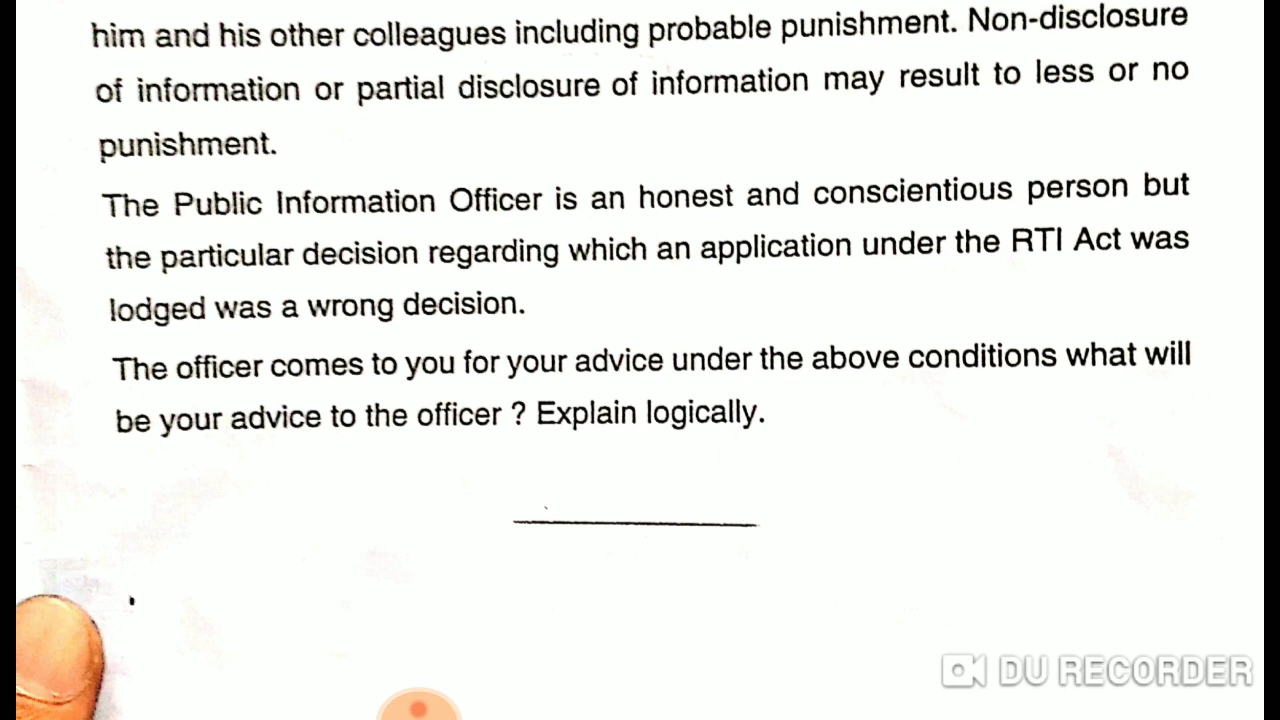 him and his other colleagues including probable punishment. Non-disclosure
of information or partial disclosure of information may result to less or no
punishment.
The Public Information Officer is an honest and conscientious person but
the particular decision regarding which an application under the RTI Act was
lodged was a wrong decision.
The officer comes to you for your advice under the above conditions what will
be your advice to the officer ? Explain logically.
DU RECORDER